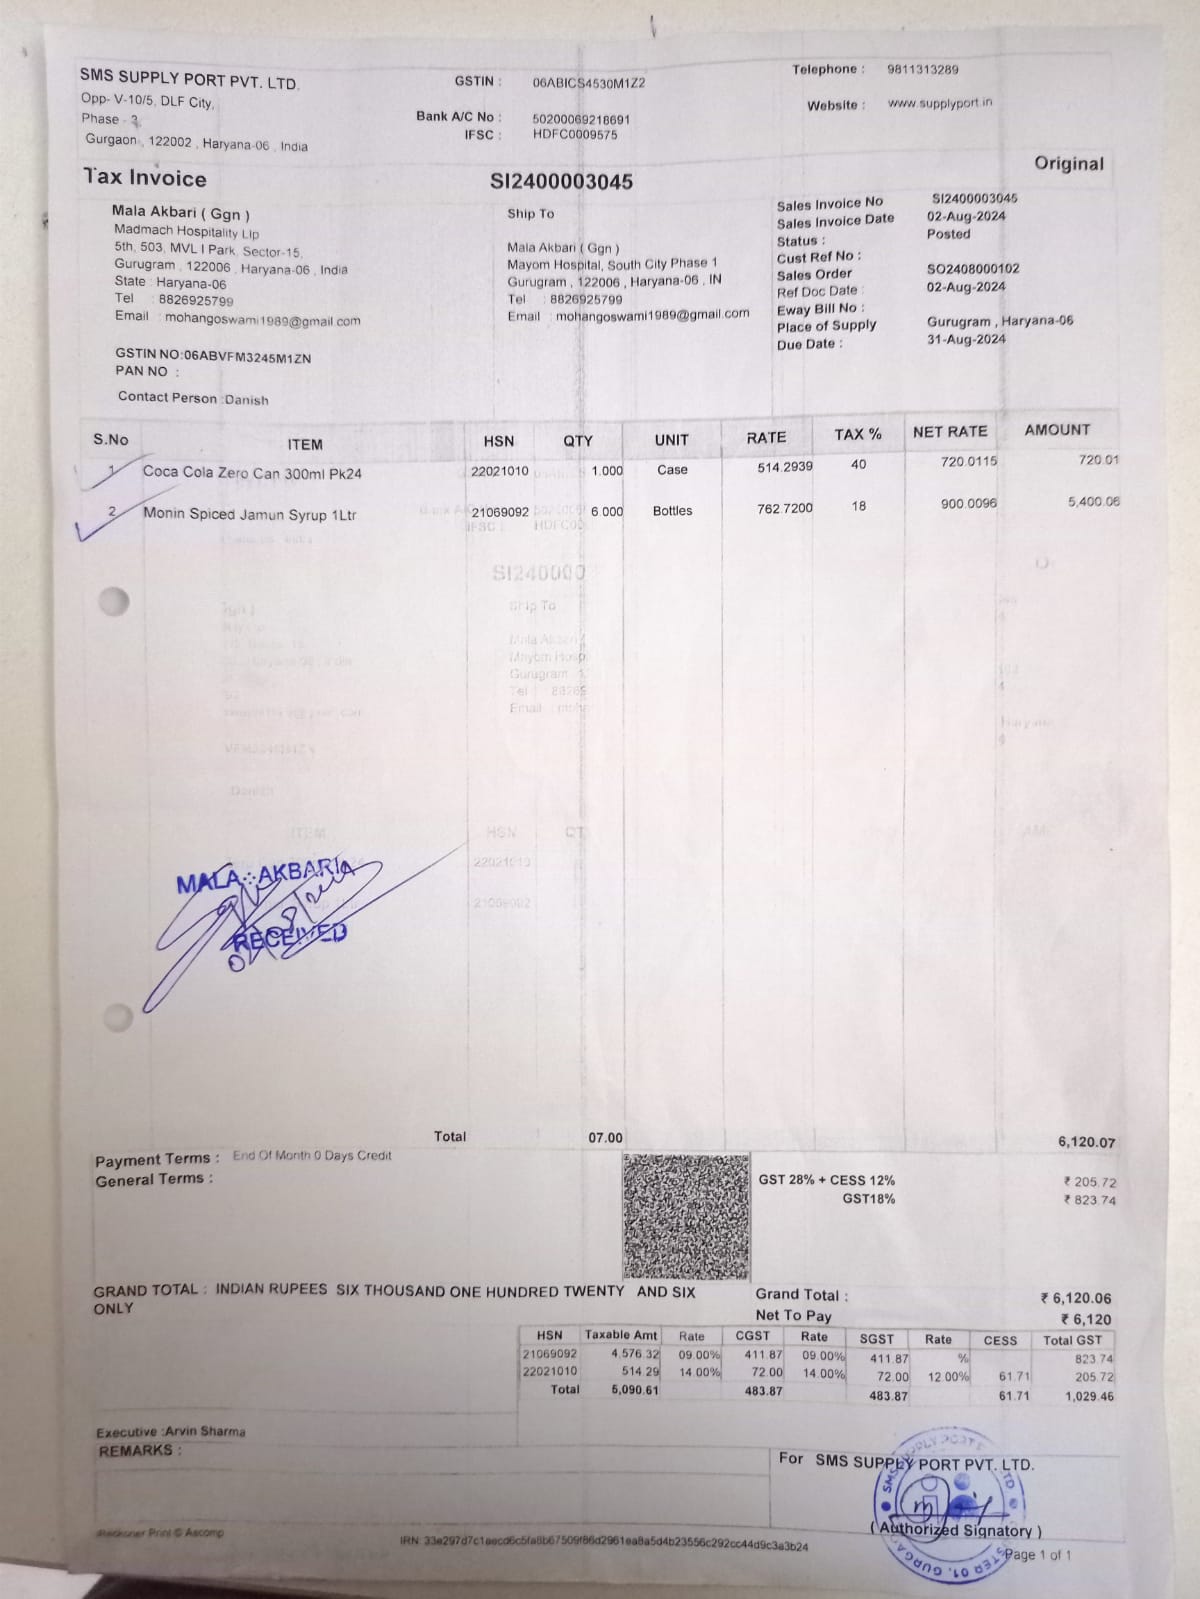 SMS SUPPLY PORT PVT. LTD.
Opp- V-10/5, DLF City,
Phase - 3,
Gurgaon , 122002 , Haryana-06 , India
GSTIN : 06ABICS4530M1Z2
Bank A/C No : 50200069218691
IFSC : HDFC0009575
Telephone : 9811313289
Website : www.supplyport.in
Original
Tax Invoice
SI2400003045
Mala Akbari ( Ggn )
Madmach Hospitality Llp
5th, 503, MVL I Park, Sector-15,
Gurugram , 122006 , Haryana-06 , India
State : Haryana-06
Tel : 8826925799
Email : mohangoswami1989@gmail.com
GSTIN NO:06ABVFM3245M1ZN
PAN NO :
Contact Person :Danish
Ship To
Mala Akbari ( Ggn )
Mayom Hospital, South City Phase 1
Gurugram , 122006 , Haryana-06 , IN
Tel : 8826925799
Email : mohangoswami1989@gmail.com
Sales Invoice No SI2400003045
Sales Invoice Date 02-Aug-2024
Status : Posted
Cust Ref No :
Sales Order SO2408000102
Ref Doc Date : 02-Aug-2024
Eway Bill No :
Place of Supply Gurugram , Haryana-06
Due Date : 31-Aug-2024
S.No ITEM HSN QTY UNIT RATE TAX % NET RATE AMOUNT
1 Coca Cola Zero Can 300ml Pk24 22021010 1.000 Case 514.2939 40 720.0115 720.01
2 Monin Spiced Jamun Syrup 1Ltr 21069092 6.000 Bottles 762.7200 18 900.0096 5,400.06
MALA AKBARIA
RECEIVED
Total 07.00 6,120.07
Payment Terms : End Of Month 0 Days Credit
General Terms :
GST 28% + CESS 12% ₹ 205.72
GST18% ₹ 823.74
GRAND TOTAL : INDIAN RUPEES SIX THOUSAND ONE HUNDRED TWENTY AND SIX
ONLY
Grand Total : ₹ 6,120.06
Net To Pay ₹ 6,120
HSN Taxable Amt Rate CGST Rate SGST Rate CESS Total GST
21069092 4,576.32 09.00% 411.87 09.00% 411.87 % 823.74
22021010 514.29 14.00% 72.00 14.00% 72.00 12.00% 61.71 205.72
Total 5,090.61 483.87 483.87 61.71 1,029.46
Executive :Arvin Sharma
REMARKS :
For SMS SUPPLY PORT PVT. LTD.
( Authorized Signatory )
Reckoner Print © Ascomp
IRN: 33e297d7c1aecd6c5fa8b67509f86d2961ea8a5d4b23556c292cc44d9c3a3b24
Page 1 of 1